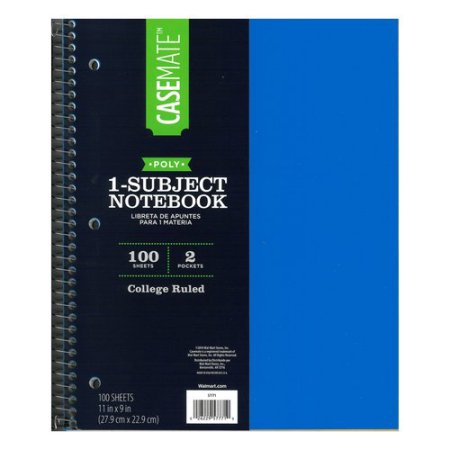 CASEMATE™
POLY
1-SUBJECT
NOTEBOOK
LIBRETA DE APUNTES
PARA 1 MATERIA
100
SHEETS
2
POCKETS
College Ruled
100 SHEETS
11 in x 9 in
(27.9 cm x 22.9 cm)
Walmart.com